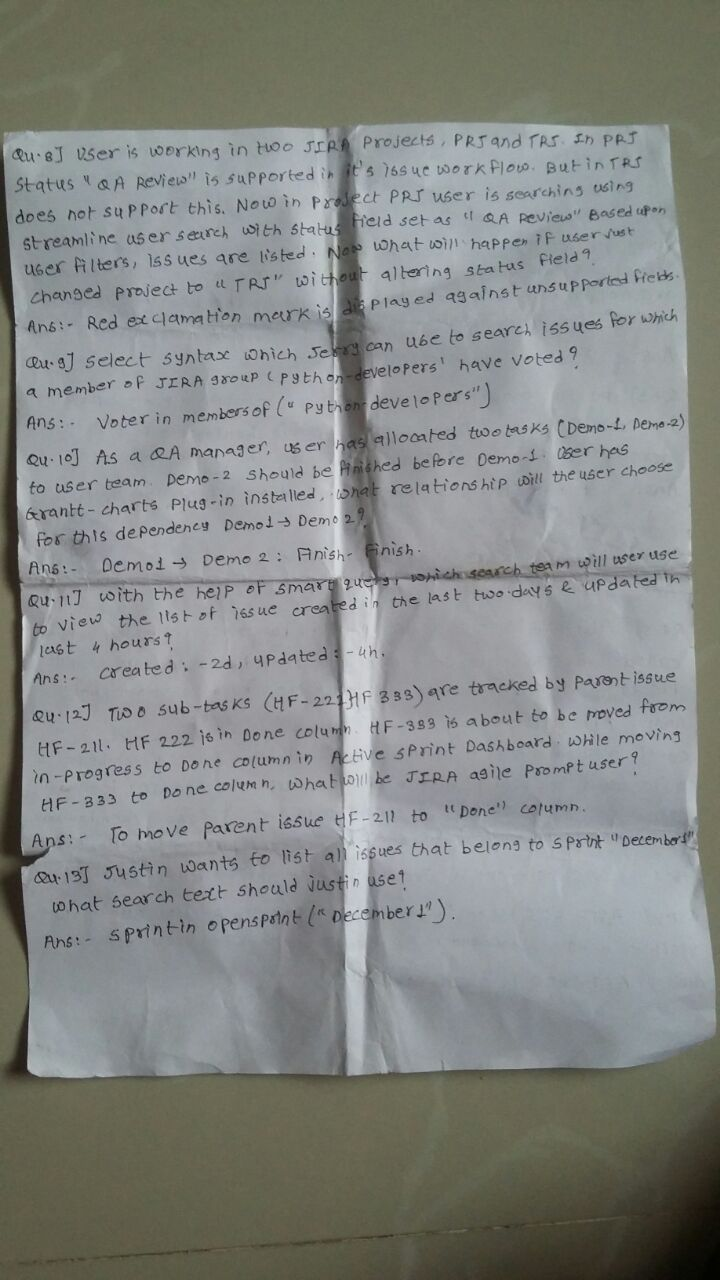 Qu.8] User is working in two JIRA Projects, PRJ and TRJ. In PRJ
Status "QA Review" is supported in it's issue workflow. But in TRJ
does not support this. Now in project PRJ user is searching using
streamline user search with status field set as "QA Review" Based upon
user filters, issues are listed. Now what will happen if user just
changed project to "TRJ" without altering status field?
Ans:- Red exclamation mark is displayed against unsupported fields.
Qu.9] select syntax which Jerry can use to search issues for which
a member of JIRA group 'python-developers' have voted?
Ans:- Voter in membersof ("python-developers")
Qu.10] As a QA manager, user has allocated two tasks (Demo-1, Demo-2)
to user team. Demo-2 should be finished before Demo-1. User has
Grantt-charts plug-in installed, what relationship will the user choose
for this dependency Demo1 → Demo2?
Ans:- Demo1 → Demo 2: Finish-Finish.
Qu.11] with the help of smart query, which search team will user use
to view the list of issue created in the last two days & updated in
last 4 hours?
Ans:- created: -2d, updated: -4h.
Qu.12] Two sub-tasks (HF-222, HF 333) are tracked by Parent issue
HF-211. HF 222 is in Done column. HF-333 is about to be moved from
in-progress to Done column in Active sprint Dashboard. While moving
HF-333 to Done column, what will be JIRA agile Prompt user?
Ans:- To move parent issue HF-211 to "Done" column.
Qu.13] Justin wants to list all issues that belong to sprint "December1"
what search text should justin use?
Ans:- sprintin openspoint ("December1").